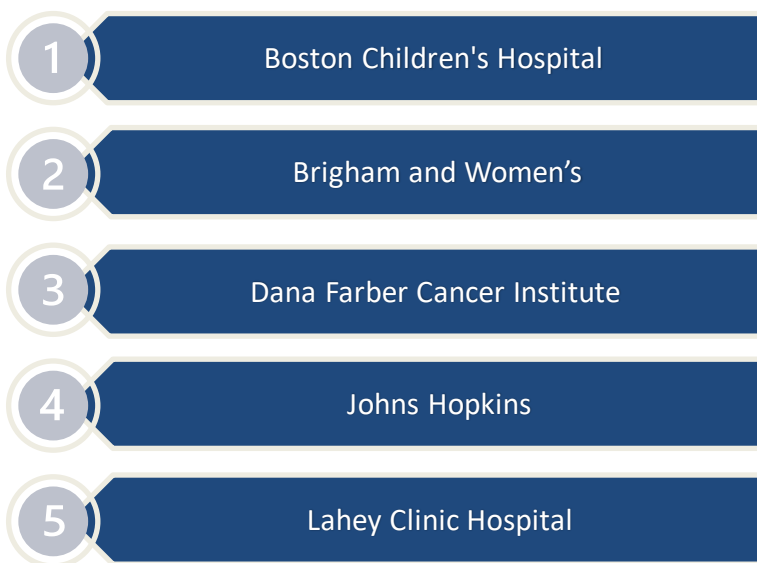 1
Boston Children's Hospital
2
Brigham and Women’s
3
Dana Farber Cancer Institute
4
Johns Hopkins
5
Lahey Clinic Hospital